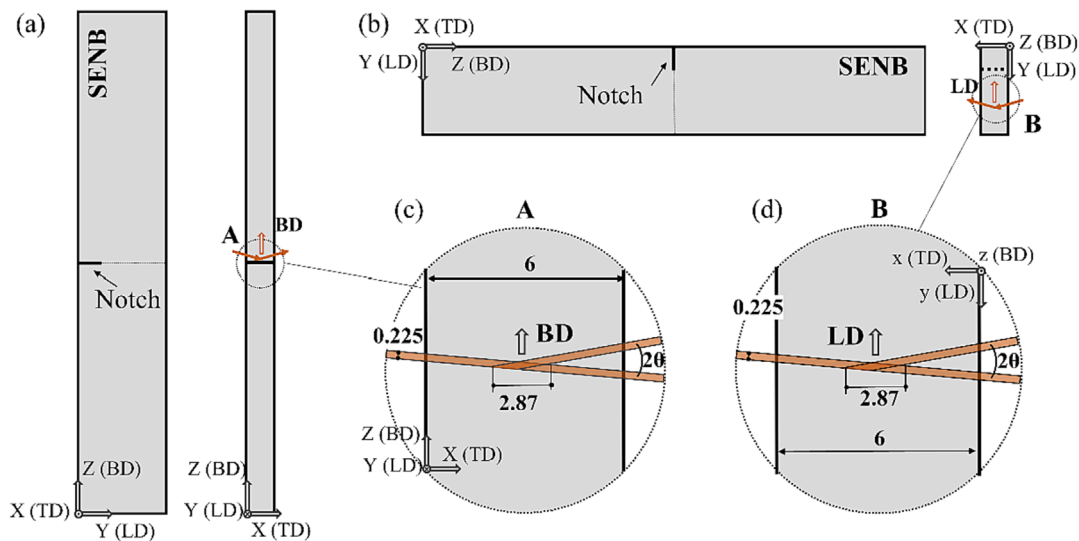 (a)
SENB
Notch
Z (BD)
X (TD)
Y (LD)
A
BD
Z (BD)
Y (LD)
X (TD)
(b)
X (TD)
Y (LD)
Z (BD)
Notch
SENB
X (TD)
Z (BD)
Y (LD)
LD
B
(c)
A
6
0.225
BD
2θ
2.87
Z (BD)
X (TD)
Y (LD)
(d)
B
x (TD)
z (BD)
y (LD)
0.225
LD
2θ
2.87
6